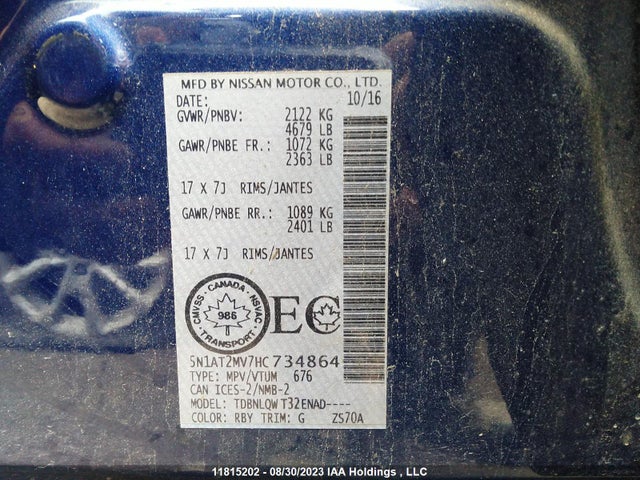 MFD BY NISSAN MOTOR CO., LTD.
DATE: 10/16
GVWR/PNBV: 2122 KG
4679 LB
GAWR/PNBE FR.: 1072 KG
2363 LB
17 X 7J RIMS/JANTES
GAWR/PNBE RR.: 1089 KG
2401 LB
17 X 7J RIMS/JANTES
CANADA
CMVSS 986 NSVAC
TRANSPORT
EC
5N1AT2MV7HC734864
TYPE: MPV/VTUM 676
CAN ICES-2/NMB-2
MODEL: TDBNLQW T32ENAD----
COLOR: RBY TRIM: G ZS70A
11815202 - 08/30/2023 IAA Holdings , LLC